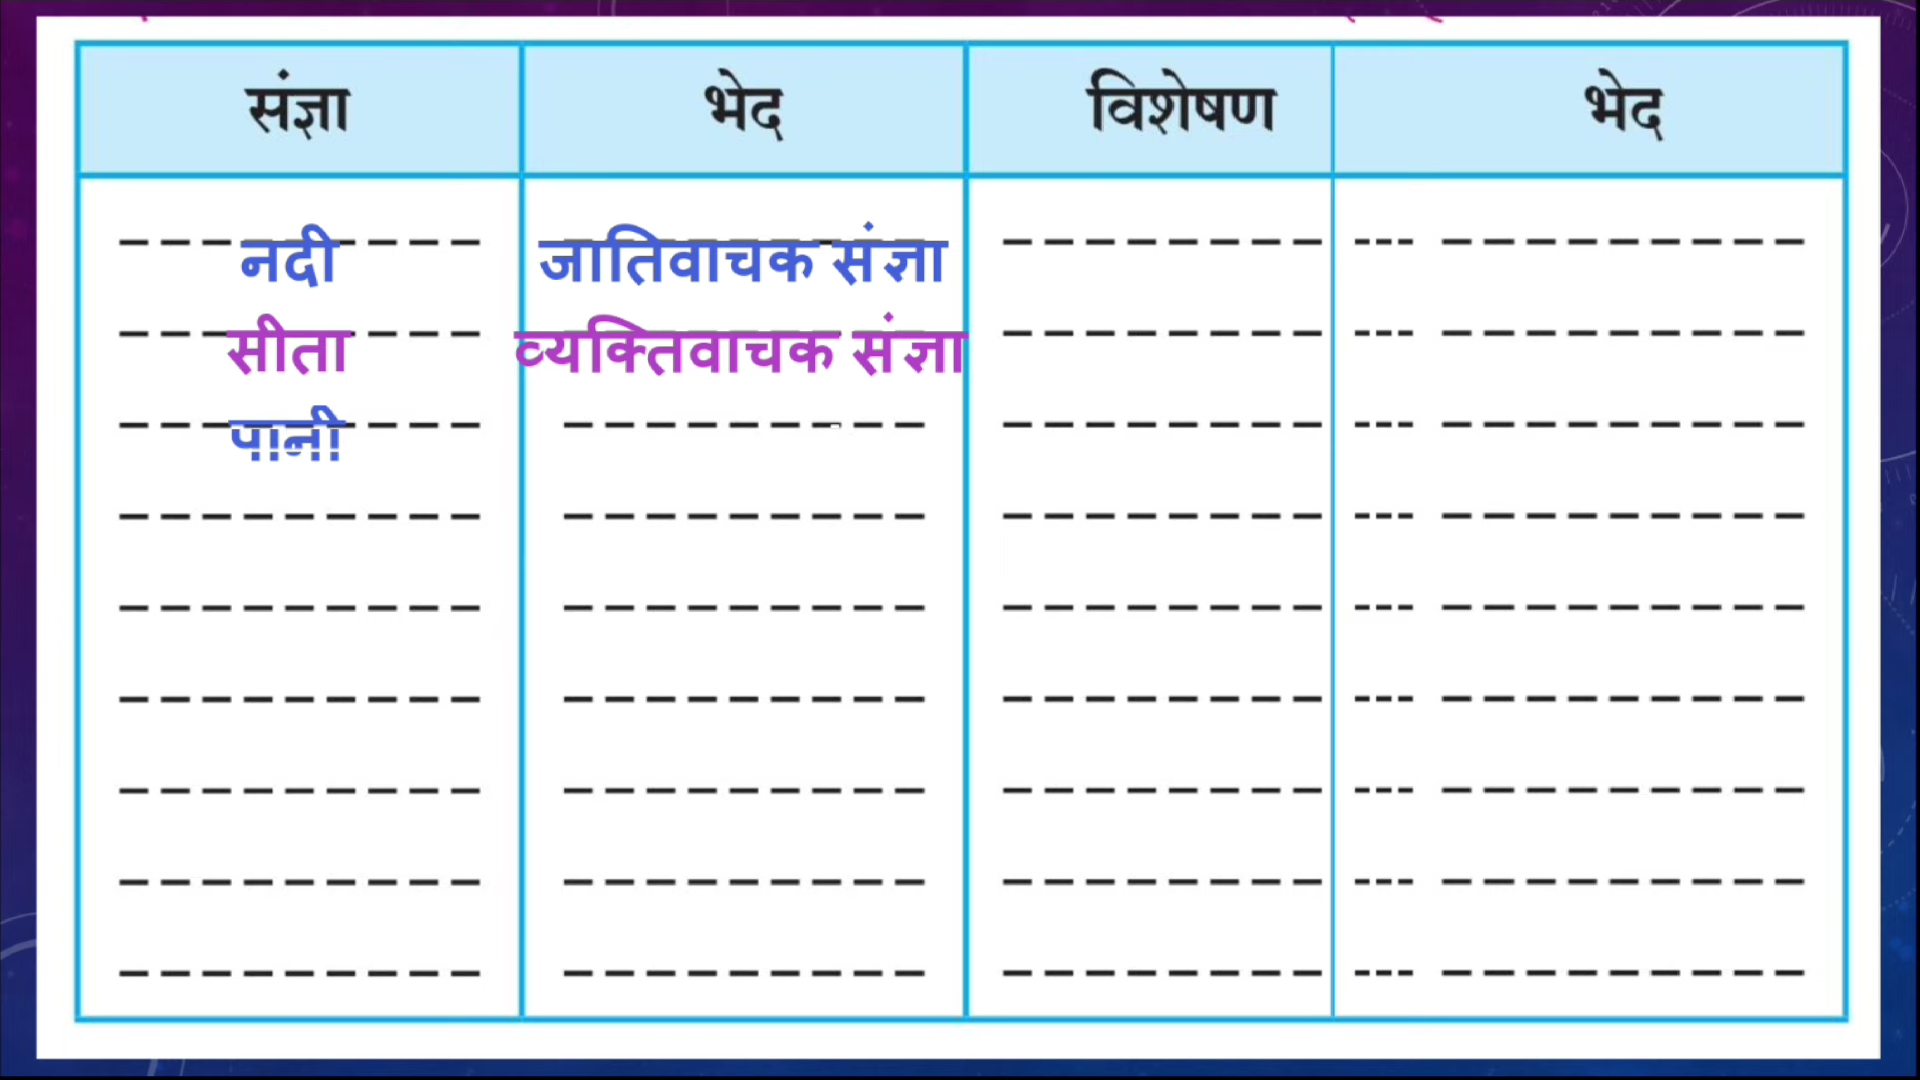 संज्ञा भेद विशेषण भेद
नदी जातिवाचक संज्ञा
सीता व्यक्तिवाचक संज्ञा
पानी